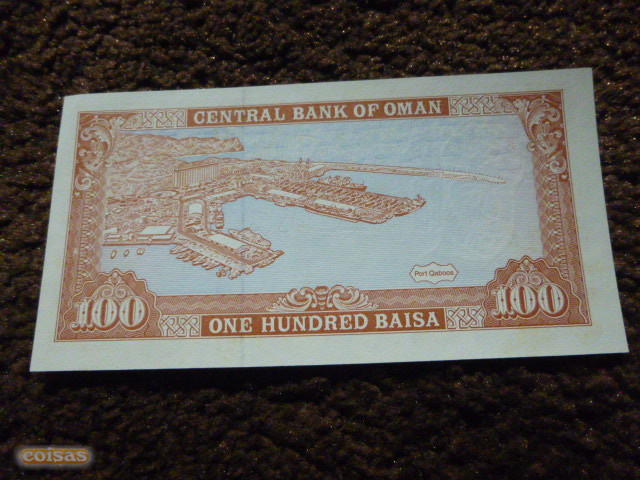 CENTRAL BANK OF OMAN
Port Qaboos
100 100
ONE HUNDRED BAISA
coisas